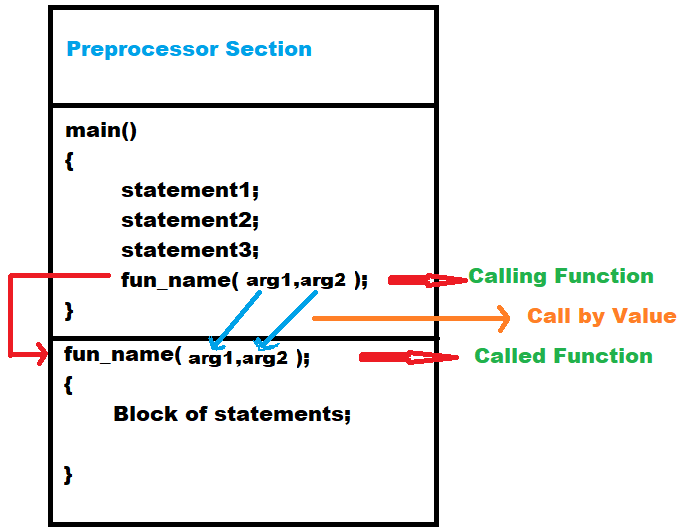 Preprocessor Section
main()
{
statement1;
statement2;
statement3;
fun_name( arg1,arg2 );
Calling Function
}
Call by Value
fun_name( arg1,arg2 );
Called Function
{
Block of statements;
}